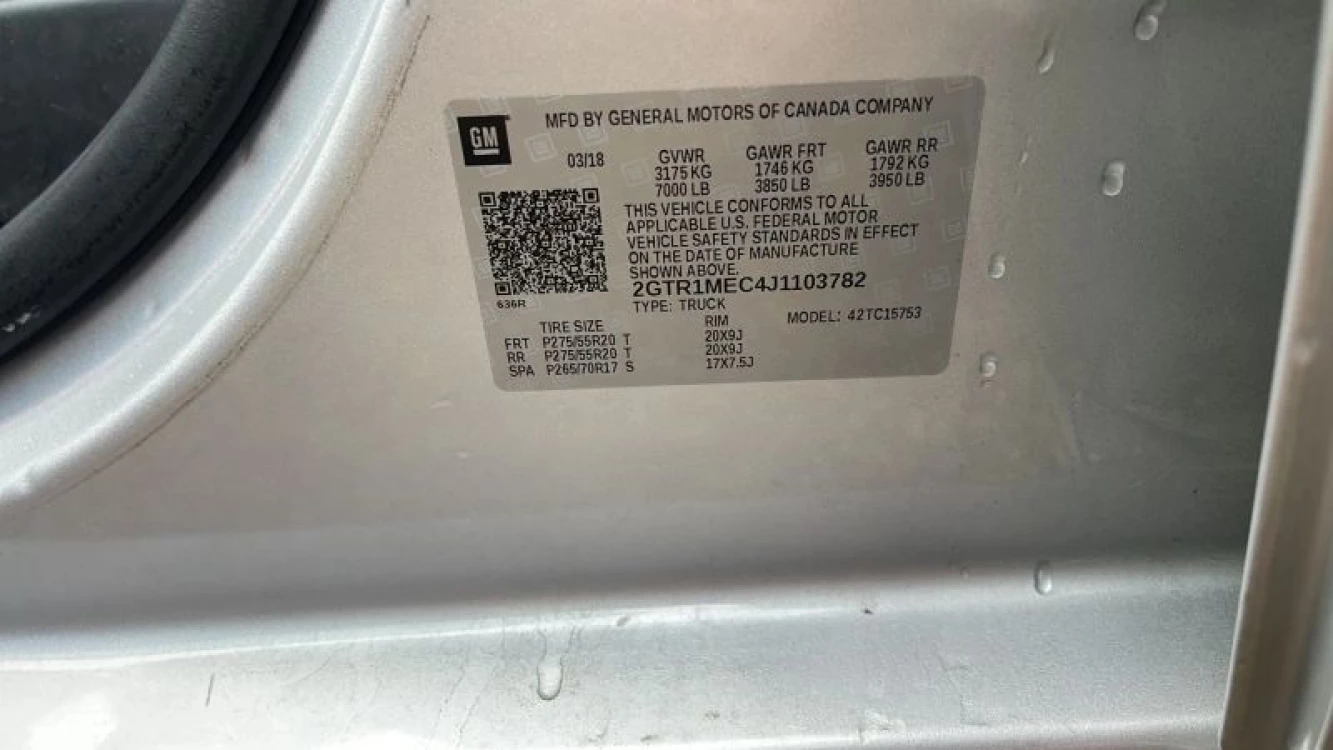 GM
MFD BY GENERAL MOTORS OF CANADA COMPANY
03/18 GVWR GAWR FRT GAWR RR
3175 KG 1746 KG 1792 KG
7000 LB 3850 LB 3950 LB
THIS VEHICLE CONFORMS TO ALL
APPLICABLE U.S. FEDERAL MOTOR
VEHICLE SAFETY STANDARDS IN EFFECT
ON THE DATE OF MANUFACTURE
SHOWN ABOVE.
2GTR1MEC4J1103782
636R
TYPE: TRUCK
MODEL: 42TC15753
TIRE SIZE RIM
FRT P275/55R20 T 20X9J
RR P275/55R20 T 20X9J
SPA P265/70R17 S 17X7.5J